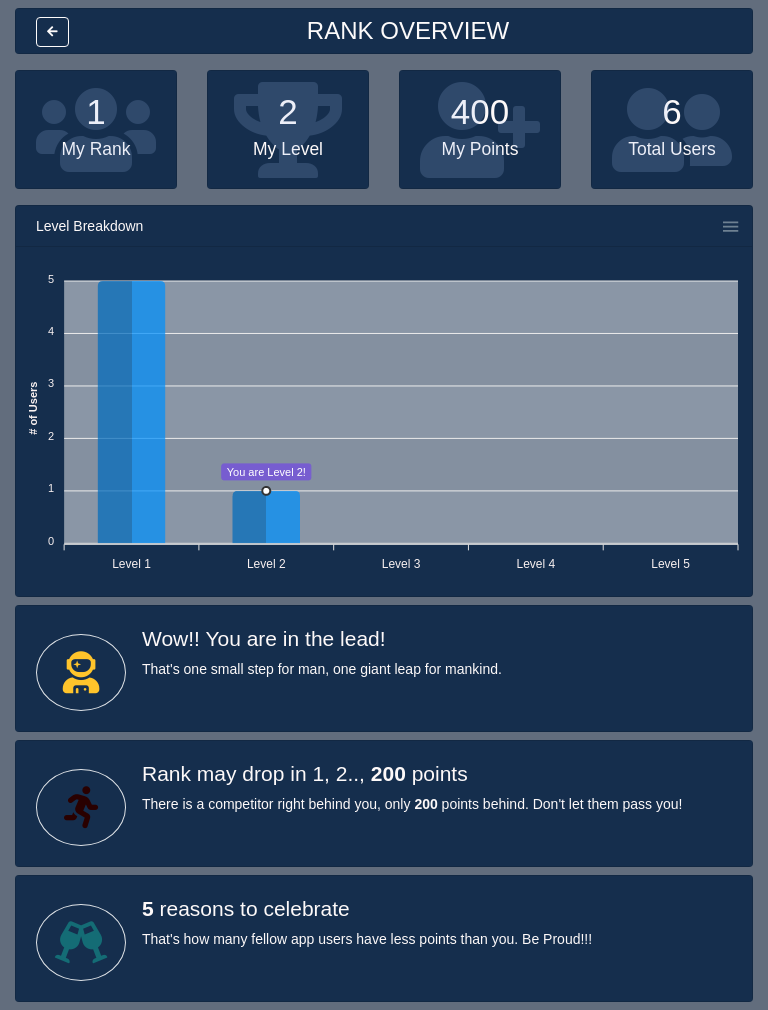 RANK OVERVIEW
1
My Rank
2
My Level
400
My Points
6
Total Users
Level Breakdown
5
4
3
2
1
0
# of Users
You are Level 2!
Level 1
Level 2
Level 3
Level 4
Level 5
Wow!! You are in the lead!
That's one small step for man, one giant leap for mankind.
Rank may drop in 1, 2.., 200 points
There is a competitor right behind you, only 200 points behind. Don't let them pass you!
5 reasons to celebrate
That's how many fellow app users have less points than you. Be Proud!!!